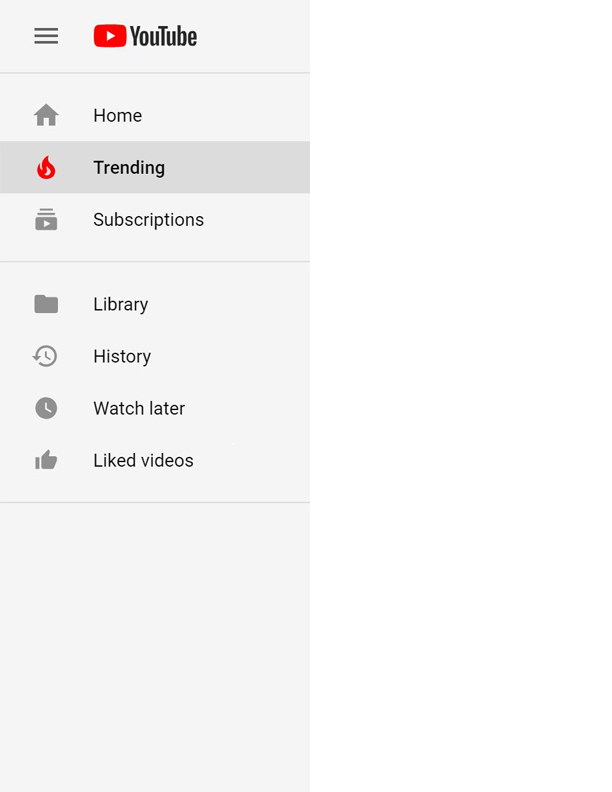 YouTube
Home
Trending
Subscriptions
Library
History
Watch later
Liked videos